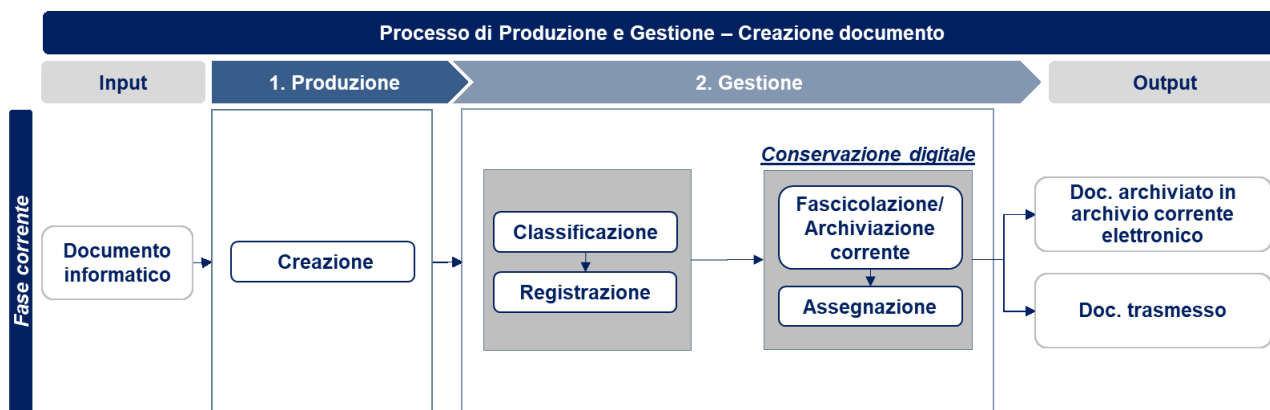 Processo di Produzione e Gestione – Creazione documento
Input
1. Produzione
2. Gestione
Output
Fase corrente
Documento
informatico
Creazione
Classificazione
Registrazione
Conservazione digitale
Fascicolazione/
Archiviazione
corrente
Assegnazione
Doc. archiviato in
archivio corrente
elettronico
Doc. trasmesso